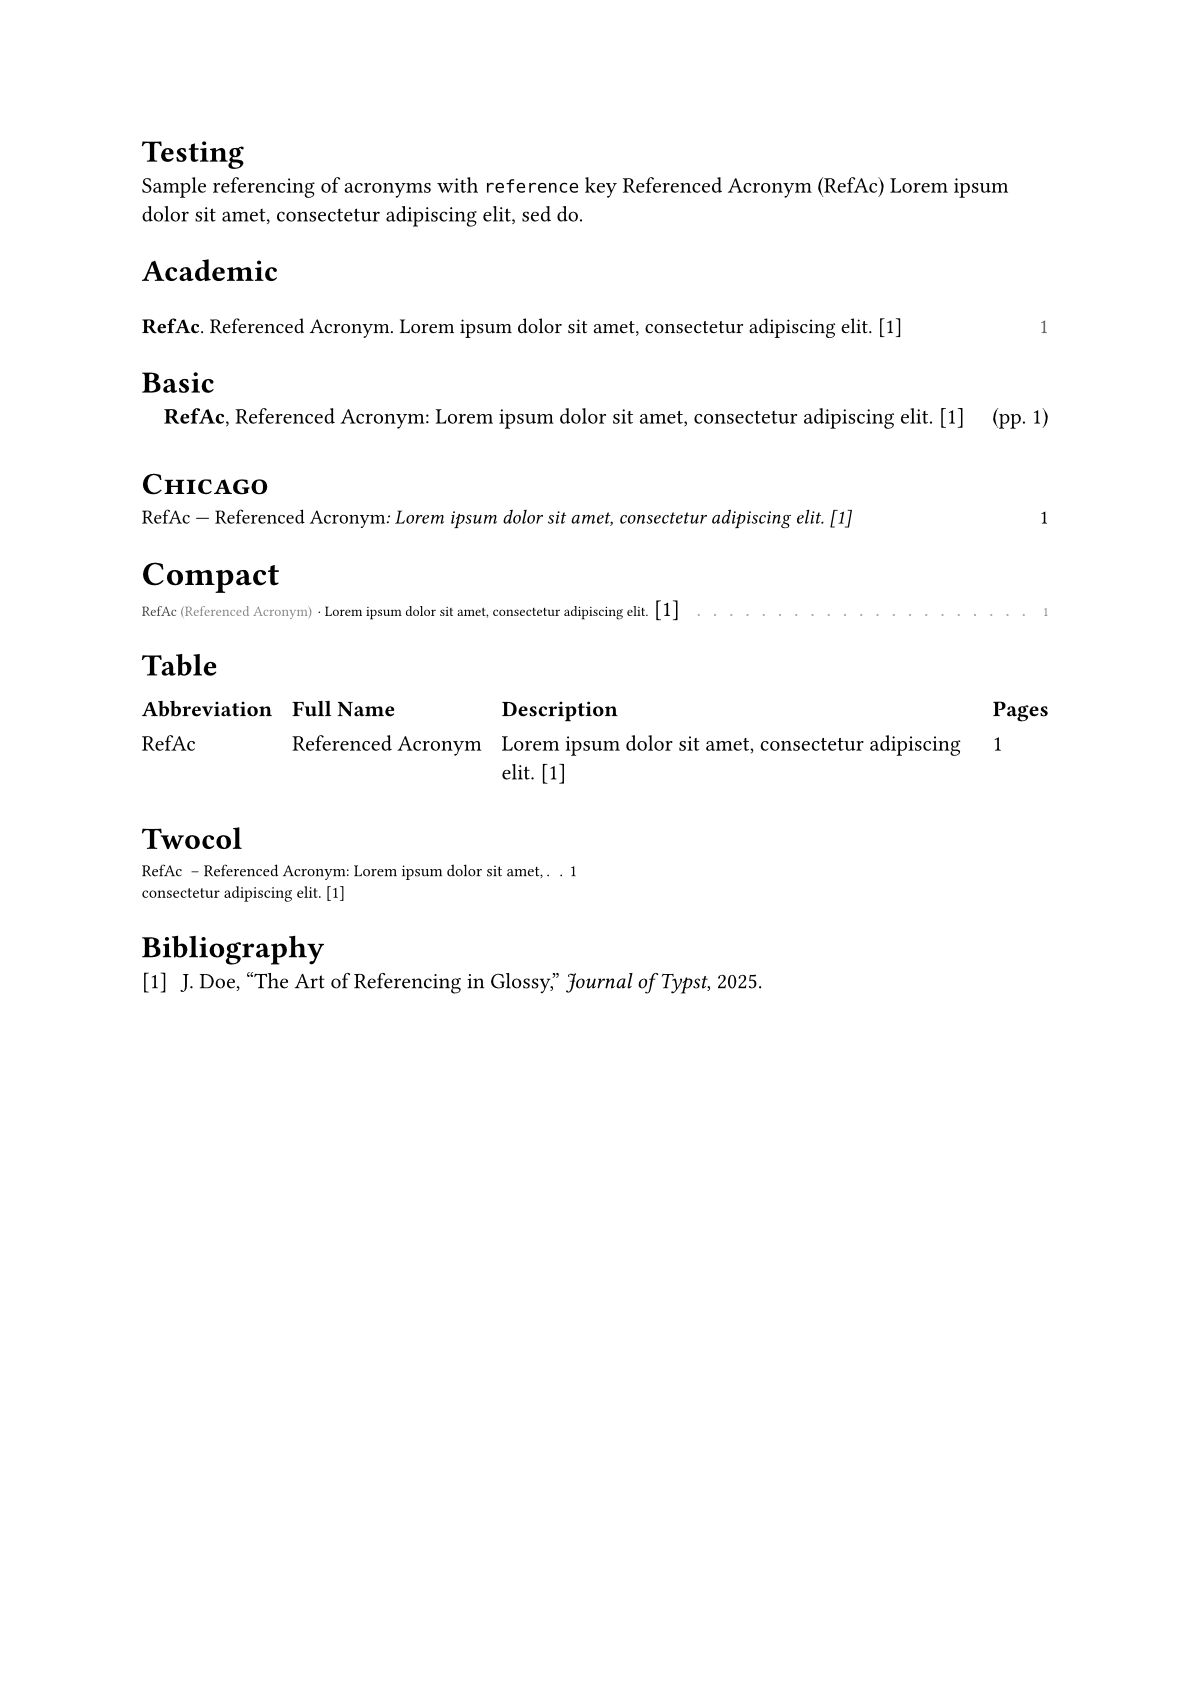 Testing
Sample referencing of acronyms with reference key Referenced Acronym (RefAc) Lorem ipsum
dolor sit amet, consectetur adipiscing elit, sed do.
Academic
RefAc. Referenced Acronym. Lorem ipsum dolor sit amet, consectetur adipiscing elit. [1] 1
Basic
RefAc, Referenced Acronym: Lorem ipsum dolor sit amet, consectetur adipiscing elit. [1] (pp. 1)
Chicago
RefAc — Referenced Acronym: Lorem ipsum dolor sit amet, consectetur adipiscing elit. [1] 1
Compact
RefAc (Referenced Acronym) · Lorem ipsum dolor sit amet, consectetur adipiscing elit. [1] . . . . . . . . . . . . . . . . . . . . . 1
Table
Abbreviation Full Name Description Pages
RefAc Referenced Acronym Lorem ipsum dolor sit amet, consectetur adipiscing 1
elit. [1]
Twocol
RefAc – Referenced Acronym: Lorem ipsum dolor sit amet, . . 1
consectetur adipiscing elit. [1]
Bibliography
[1] J. Doe, “The Art of Referencing in Glossy,” Journal of Typst, 2025.